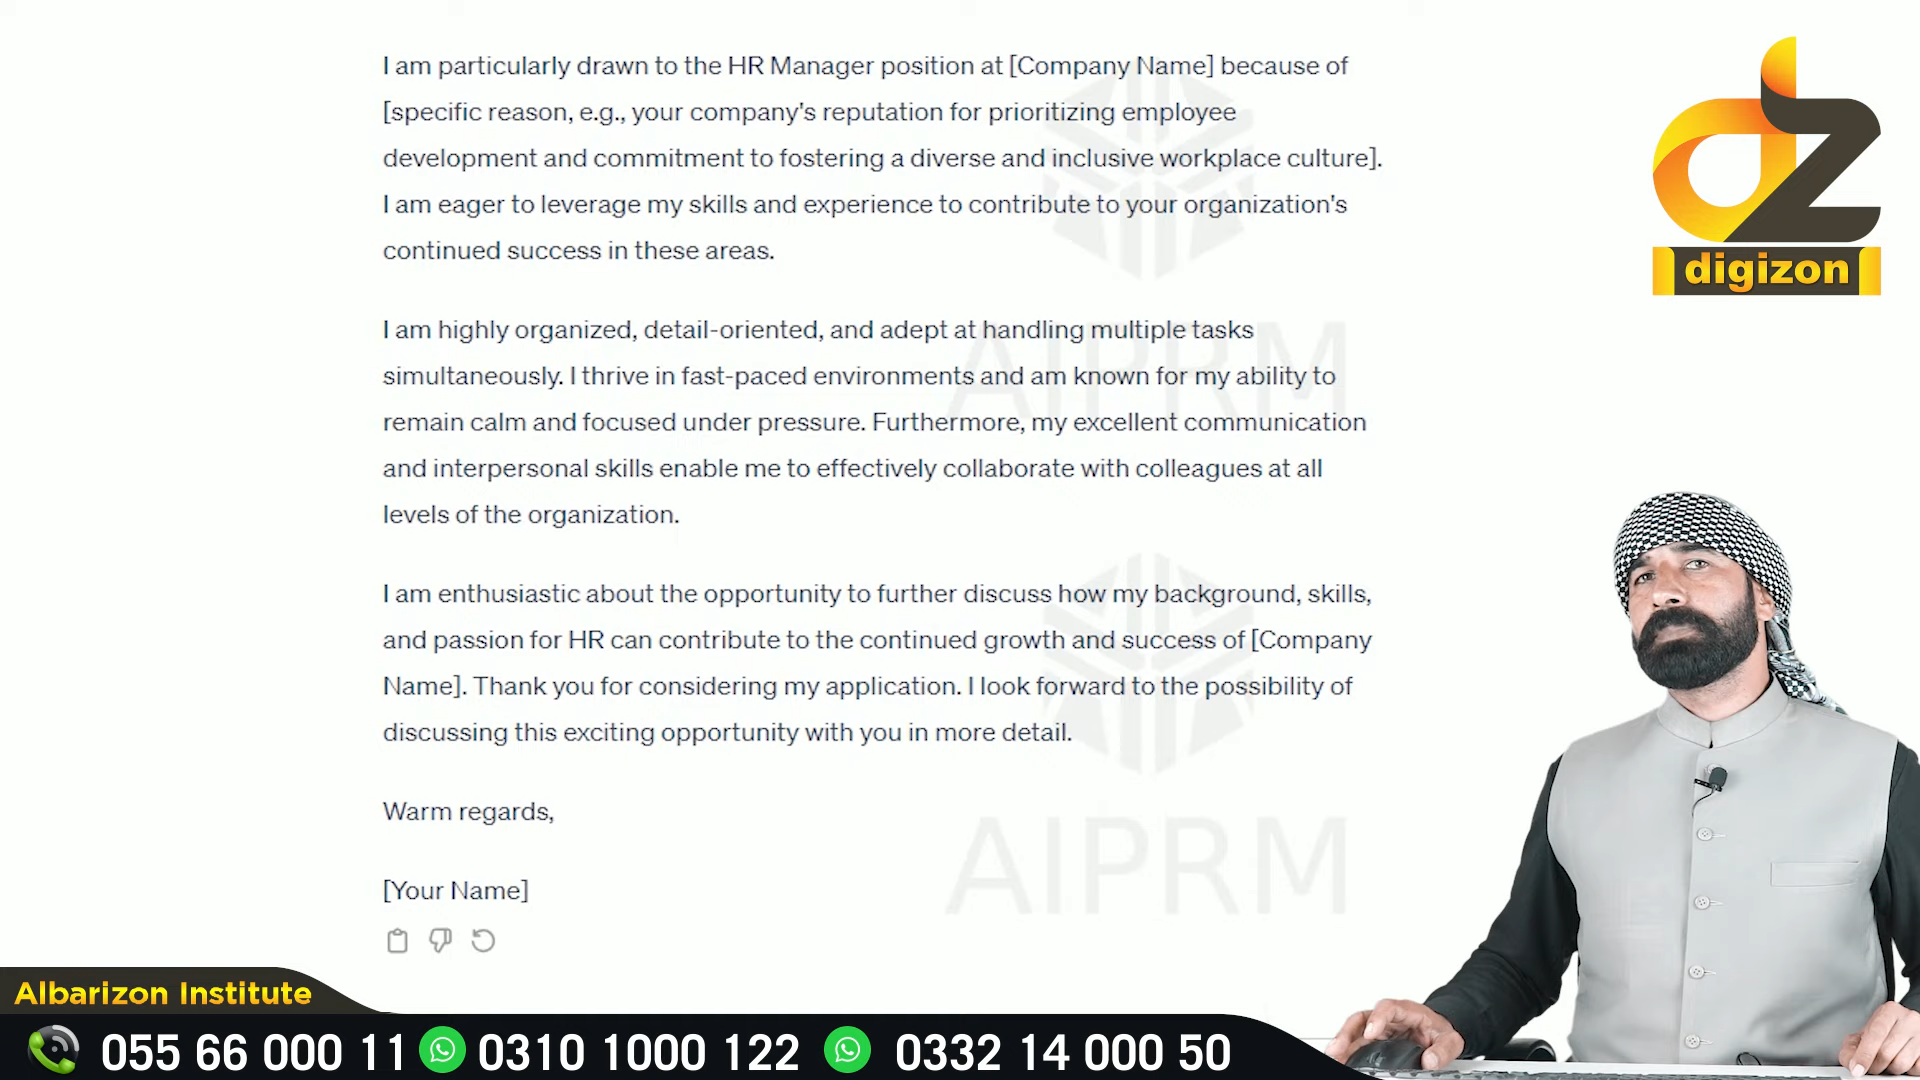 I am particularly drawn to the HR Manager position at [Company Name] because of
[specific reason, e.g., your company's reputation for prioritizing employee
development and commitment to fostering a diverse and inclusive workplace culture].
I am eager to leverage my skills and experience to contribute to your organization's
continued success in these areas.
I am highly organized, detail-oriented, and adept at handling multiple tasks
simultaneously. I thrive in fast-paced environments and am known for my ability to
remain calm and focused under pressure. Furthermore, my excellent communication
and interpersonal skills enable me to effectively collaborate with colleagues at all
levels of the organization.
I am enthusiastic about the opportunity to further discuss how my background, skills,
and passion for HR can contribute to the continued growth and success of [Company
Name]. Thank you for considering my application. I look forward to the possibility of
discussing this exciting opportunity with you in more detail.
Warm regards,
[Your Name]
AIPRM
AIPRM
dz
digizon
Albarizon Institute
055 66 000 11 0310 1000 122 0332 14 000 50